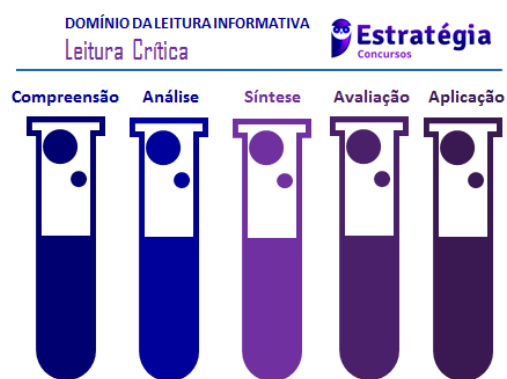 DOMÍNIO DA LEITURA INFORMATIVA
Leitura Crítica
Estratégia
Concursos
Compreensão Análise Síntese Avaliação Aplicação